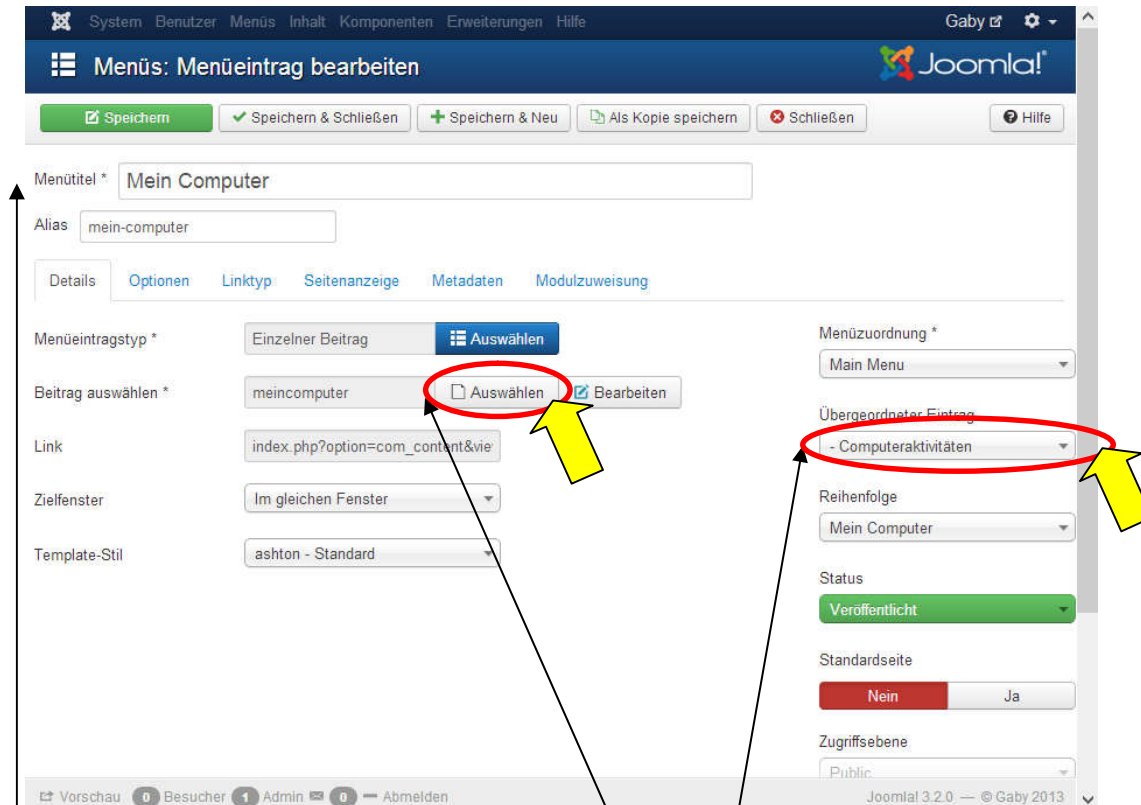 System Benutzer Menüs Inhalt Komponenten Erweiterungen Hilfe Gaby
Menüs: Menüeintrag bearbeiten Joomla!
Speichern Speichern & Schließen Speichern & Neu Als Kopie speichern Schließen Hilfe
Menütitel * Mein Computer
Alias mein-computer
Details Optionen Linktyp Seitenanzeige Metadaten Modulzuweisung
Menüeintragstyp * Einzelner Beitrag Auswählen
Beitrag auswählen * meincomputer Auswählen Bearbeiten
Link index.php?option=com_content&vie
Zielfenster Im gleichen Fenster
Template-Stil ashton - Standard
Menüzuordnung *
Main Menu
Übergeordneter Eintrag
- Computeraktivitäten
Reihenfolge
Mein Computer
Status
Veröffentlicht
Standardseite
Nein Ja
Zugriffsebene
Public
Vorschau 0 Besucher 1 Admin 0 Abmelden Joomla! 3.2.0 — © Gaby 2013